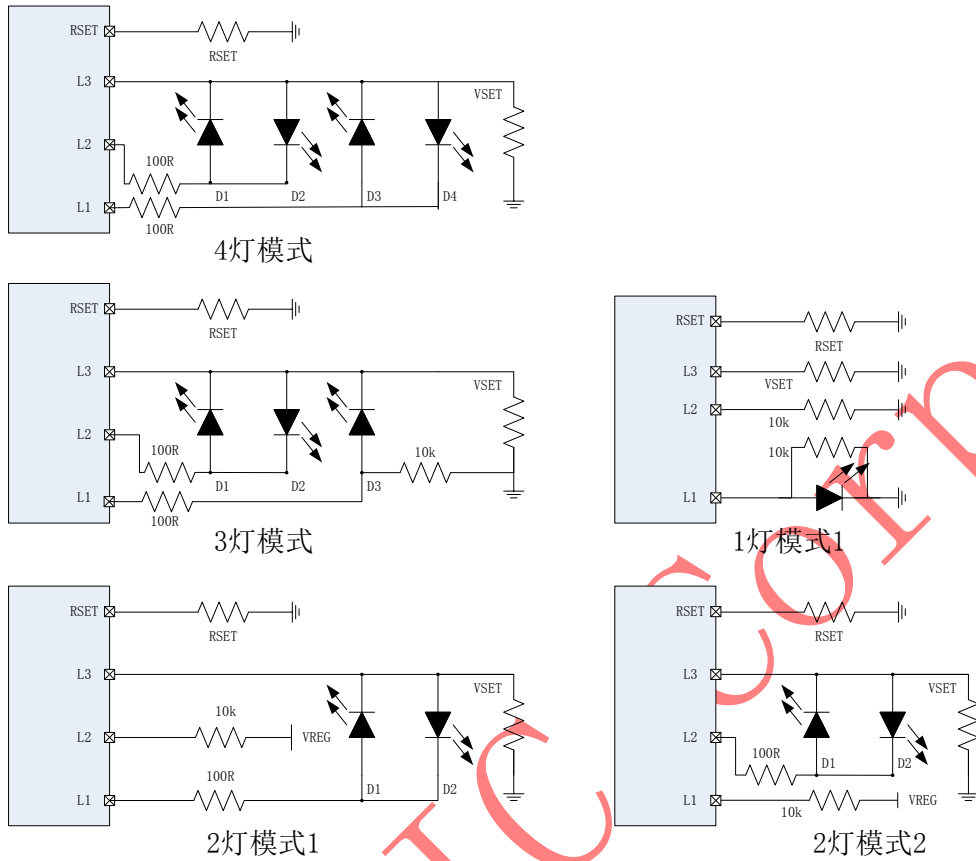 RSET
RSET
L3
VSET
L2
100R
D1
D2
D3
D4
L1
100R
4灯模式
RSET
RSET
L3
VSET
L2
100R
10k
D1
D2
D3
L1
100R
3灯模式
RSET
RSET
L3
VSET
L2
10k
10k
L1
1灯模式1
RSET
RSET
L3
VSET
10k
L2
VREG
100R
D1
D2
L1
2灯模式1
RSET
RSET
L3
VSET
L2
100R
D1
D2
L1
10k
VREG
2灯模式2
IC Corn